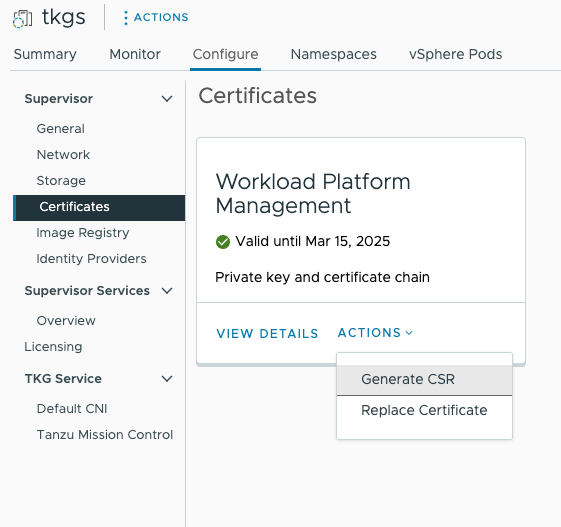 tkgs
ACTIONS
Summary Monitor Configure Namespaces vSphere Pods
Supervisor
General
Network
Storage
Certificates
Image Registry
Identity Providers
Supervisor Services
Overview
Licensing
TKG Service
Default CNI
Tanzu Mission Control
Certificates
Workload Platform
Management
Valid until Mar 15, 2025
Private key and certificate chain
VIEW DETAILS ACTIONS
Generate CSR
Replace Certificate